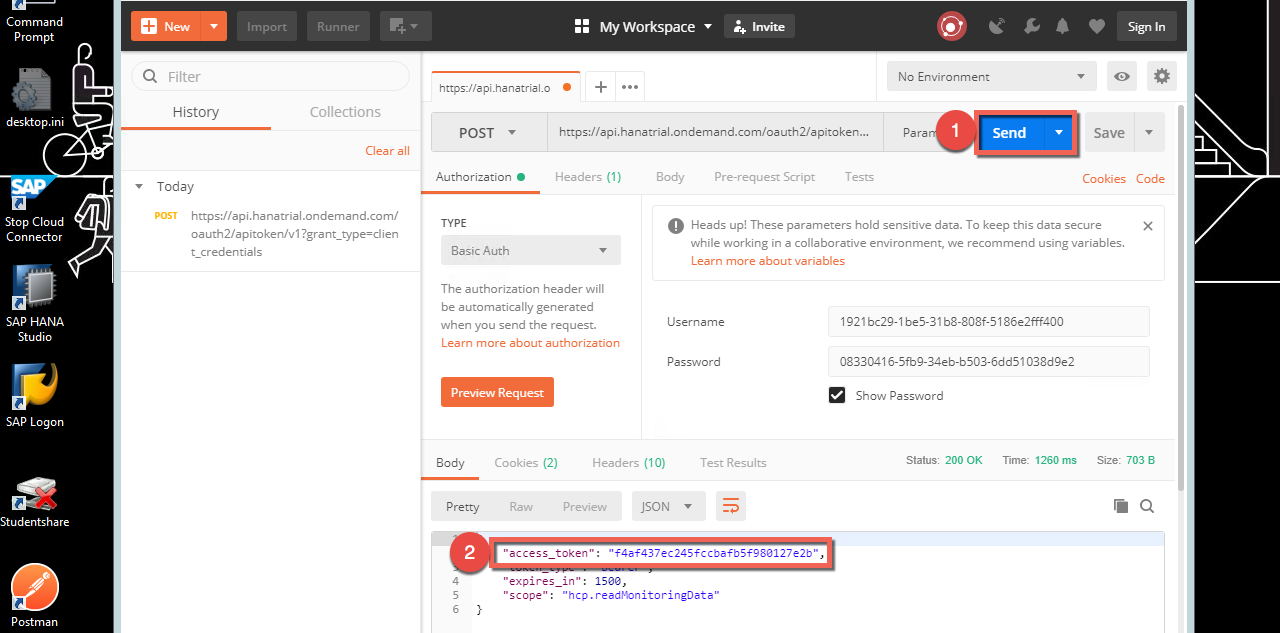 Command
Prompt
desktop.ini
SAP
Stop Cloud
Connector
SAP HANA
Studio
SAP Logon
Studentshare
Postman
New
Import
Runner
My Workspace
Invite
Sign In
Filter
History
Collections
Clear all
Today
POST
https://api.hanatrial.ondemand.com/
oauth2/apitoken/v1?grant_type=clien
t_credentials
https://api.hanatrial.o
No Environment
POST
https://api.hanatrial.ondemand.com/oauth2/apitoken...
1
Send
Save
Authorization
Headers (1)
Body
Pre-request Script
Tests
Cookies
Code
TYPE
Basic Auth
The authorization header will
be automatically generated
when you send the request.
Learn more about authorization
Preview Request
Heads up! These parameters hold sensitive data. To keep this data secure
while working in a collaborative environment, we recommend using variables.
Learn more about variables
Username
1921bc29-1be5-31b8-808f-5186e2fff400
Password
08330416-5fb9-34eb-b503-6dd51038d9e2
Show Password
Body
Cookies (2)
Headers (10)
Test Results
Status: 200 OK
Time: 1260 ms
Size: 703 B
Pretty
Raw
Preview
JSON
2
"access_token": "f4af437ec245fccbafb5f980127e2b",
3
4 "expires_in": 1500,
5 "scope": "hcp.readMonitoringData"
6 }